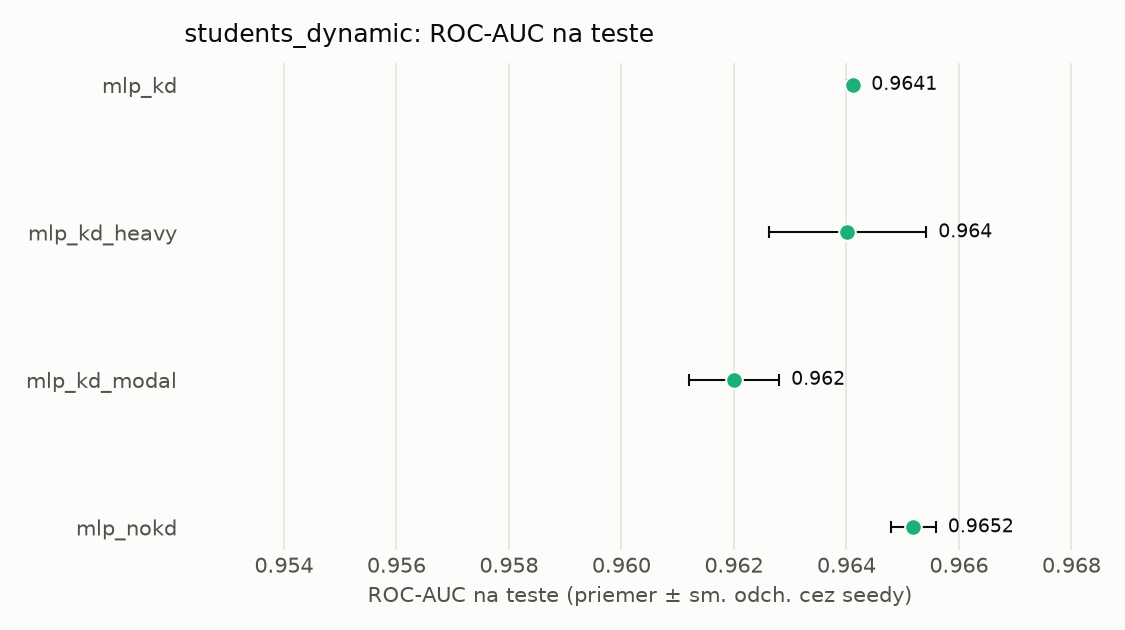 students_dynamic: ROC-AUC na teste
mlp_kd
0.9641
mlp_kd_heavy
0.964
mlp_kd_modal
0.962
mlp_nokd
0.9652
0.954 0.956 0.958 0.960 0.962 0.964 0.966 0.968
ROC-AUC na teste (priemer ± sm. odch. cez seedy)